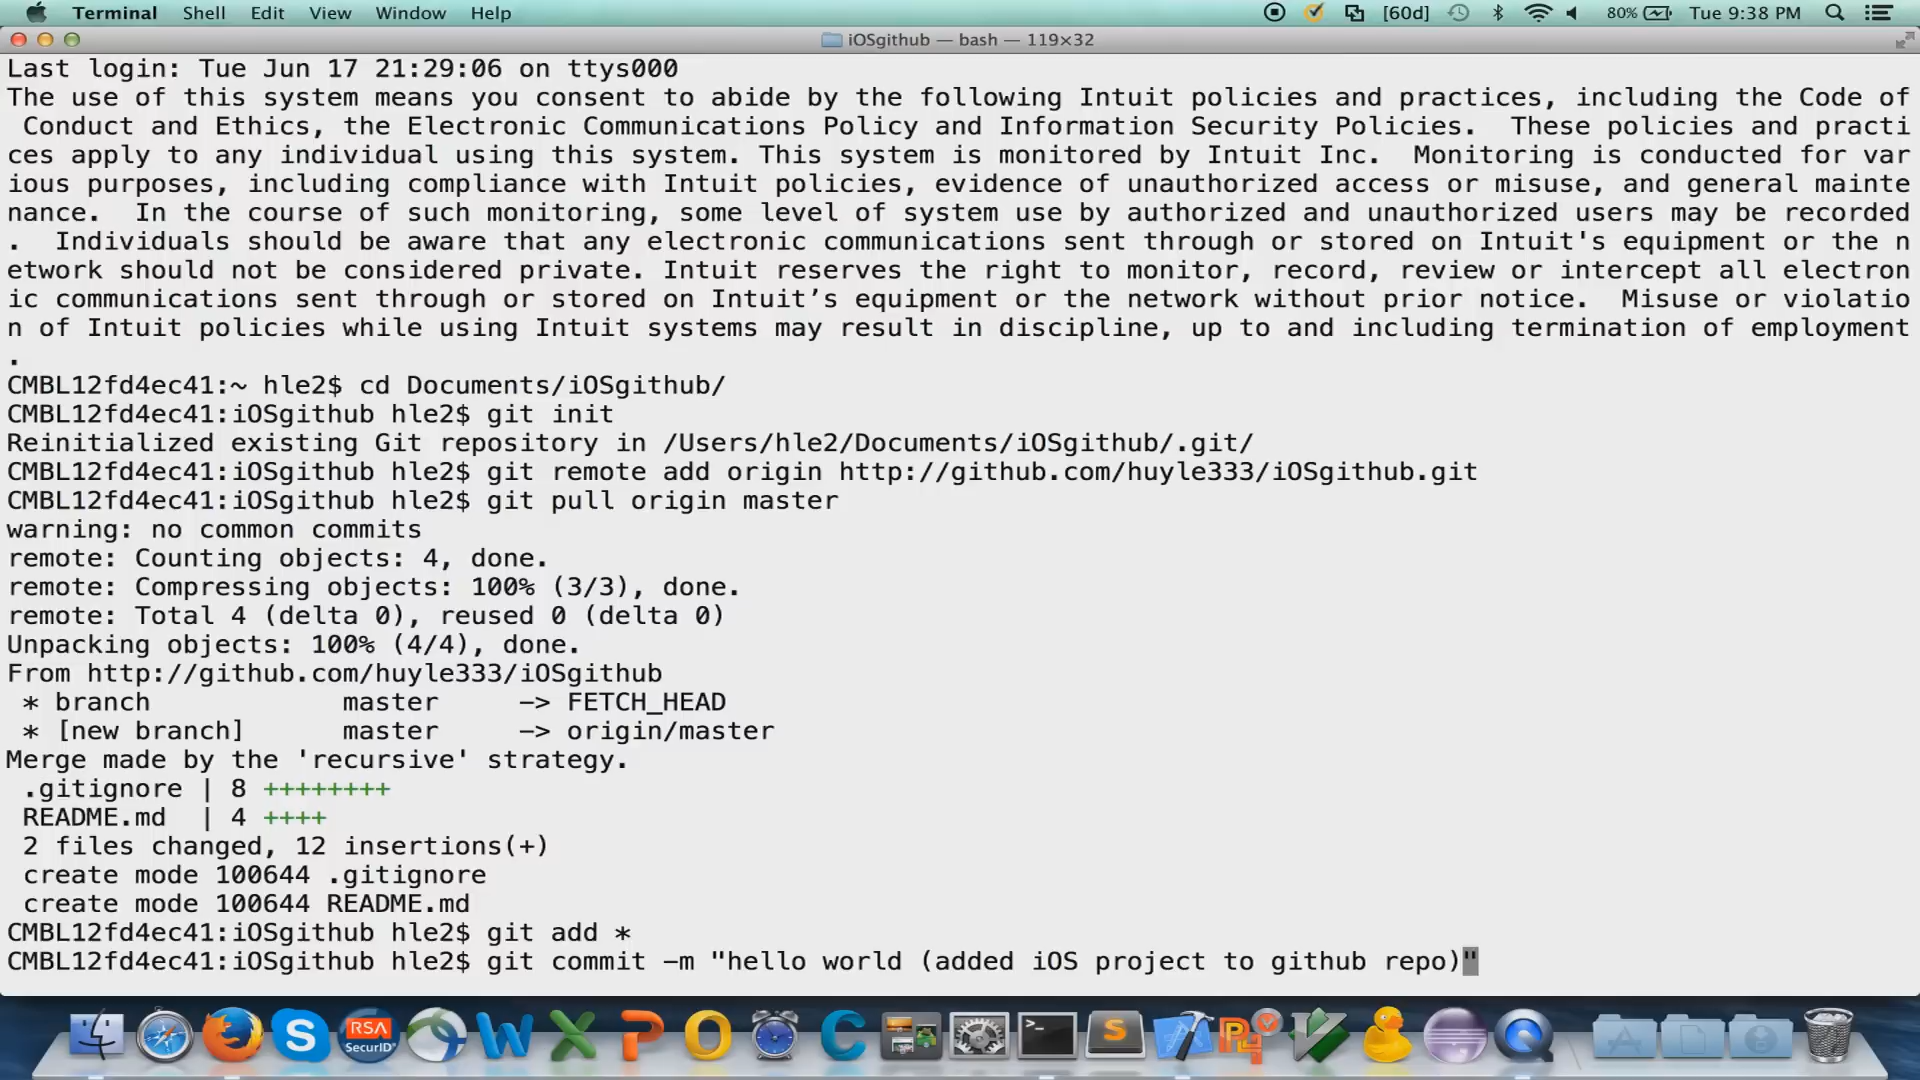 Terminal Shell Edit View Window Help [60d] 80% Tue 9:38 PM
iOSgithub — bash — 119×32
Last login: Tue Jun 17 21:29:06 on ttys000
The use of this system means you consent to abide by the following Intuit policies and practices, including the Code of
 Conduct and Ethics, the Electronic Communications Policy and Information Security Policies.  These policies and practi
ces apply to any individual using this system. This system is monitored by Intuit Inc.  Monitoring is conducted for var
ious purposes, including compliance with Intuit policies, evidence of unauthorized access or misuse, and general mainte
nance.  In the course of such monitoring, some level of system use by authorized and unauthorized users may be recorded
.  Individuals should be aware that any electronic communications sent through or stored on Intuit's equipment or the n
etwork should not be considered private. Intuit reserves the right to monitor, record, review or intercept all electron
ic communications sent through or stored on Intuit’s equipment or the network without prior notice.  Misuse or violatio
n of Intuit policies while using Intuit systems may result in discipline, up to and including termination of employment
.
CMBL12fd4ec41:~ hle2$ cd Documents/iOSgithub/
CMBL12fd4ec41:iOSgithub hle2$ git init
Reinitialized existing Git repository in /Users/hle2/Documents/iOSgithub/.git/
CMBL12fd4ec41:iOSgithub hle2$ git remote add origin http://github.com/huyle333/iOSgithub.git
CMBL12fd4ec41:iOSgithub hle2$ git pull origin master
warning: no common commits
remote: Counting objects: 4, done.
remote: Compressing objects: 100% (3/3), done.
remote: Total 4 (delta 0), reused 0 (delta 0)
Unpacking objects: 100% (4/4), done.
From http://github.com/huyle333/iOSgithub
 * branch            master     -> FETCH_HEAD
 * [new branch]      master     -> origin/master
Merge made by the 'recursive' strategy.
 .gitignore | 8 ++++++++
 README.md  | 4 ++++
 2 files changed, 12 insertions(+)
 create mode 100644 .gitignore
 create mode 100644 README.md
CMBL12fd4ec41:iOSgithub hle2$ git add *
CMBL12fd4ec41:iOSgithub hle2$ git commit -m "hello world (added iOS project to github repo)"
RSA
SecurID